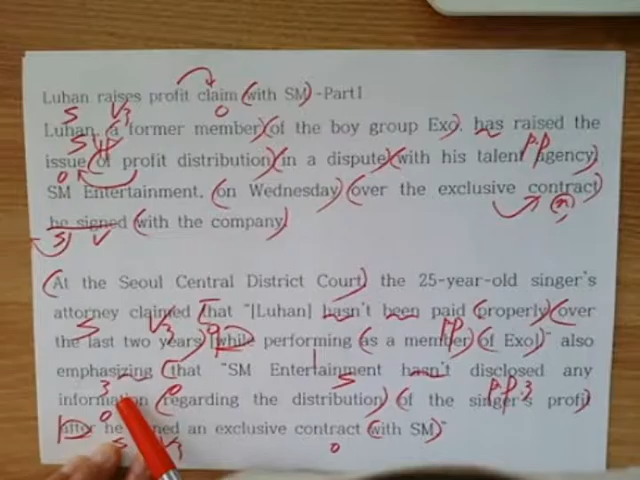 Luhan raises profit claim (with SM) -Part1
Luhan, a former member of the boy group Exo, has raised the
issue of profit distribution in a dispute with his talent agency,
SM Entertainment, on Wednesday over the exclusive contract
he signed with the company.
At the Seoul Central District Court, the 25-year-old singer's
attorney claimed that "[Luhan] hasn't been paid properly over
the last two years while performing as a member of Exo]" also
emphasizing that "SM Entertainment hasn't disclosed any
information regarding the distribution of the singer's profit
after he an exclusive contract with SM."